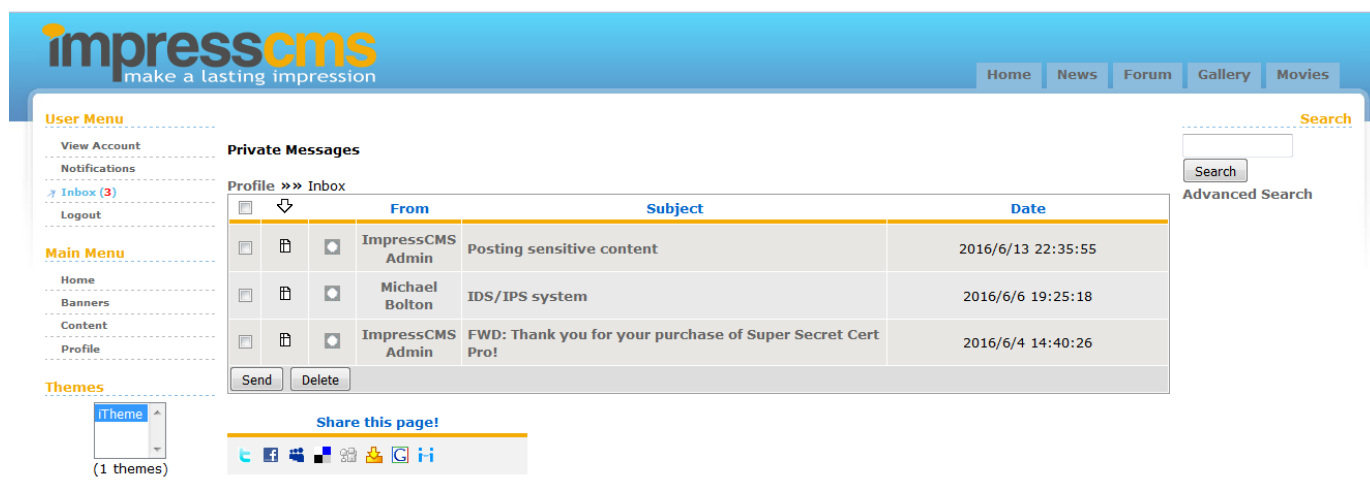 impresscms
make a lasting impression
Home News Forum Gallery Movies
User Menu
View Account
Notifications
Inbox (3)
Logout
Main Menu
Home
Banners
Content
Profile
Themes
iTheme
(1 themes)
Private Messages
Profile »» Inbox
From Subject Date
ImpressCMS Admin Posting sensitive content 2016/6/13 22:35:55
Michael Bolton IDS/IPS system 2016/6/6 19:25:18
ImpressCMS Admin FWD: Thank you for your purchase of Super Secret Cert Pro! 2016/6/4 14:40:26
Send Delete
Share this page!
Search
Search
Advanced Search